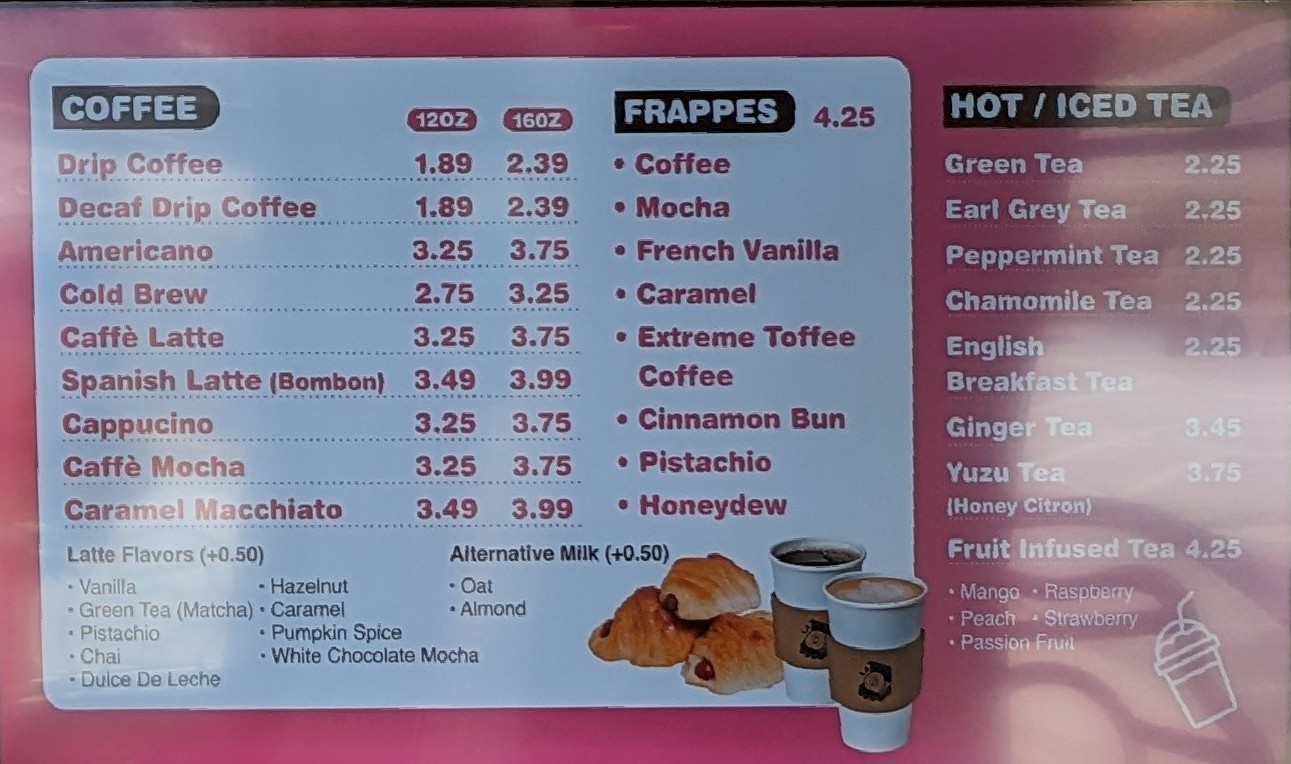 COFFEE 12OZ 16OZ
Drip Coffee 1.89 2.39
Decaf Drip Coffee 1.89 2.39
Americano 3.25 3.75
Cold Brew 2.75 3.25
Caffè Latte 3.25 3.75
Spanish Latte (Bombon) 3.49 3.99
Cappucino 3.25 3.75
Caffè Mocha 3.25 3.75
Caramel Macchiato 3.49 3.99
Latte Flavors (+0.50)
• Vanilla
• Green Tea (Matcha)
• Pistachio
• Chai
• Dulce De Leche
• Hazelnut
• Caramel
• Pumpkin Spice
• White Chocolate Mocha
Alternative Milk (+0.50)
• Oat
• Almond
FRAPPES 4.25
• Coffee
• Mocha
• French Vanilla
• Caramel
• Extreme Toffee
Coffee
• Cinnamon Bun
• Pistachio
• Honeydew
HOT / ICED TEA
Green Tea 2.25
Earl Grey Tea 2.25
Peppermint Tea 2.25
Chamomile Tea 2.25
English 2.25
Breakfast Tea
Ginger Tea 3.45
Yuzu Tea 3.75
(Honey Citron)
Fruit Infused Tea 4.25
• Mango • Raspberry
• Peach • Strawberry
• Passion Fruit